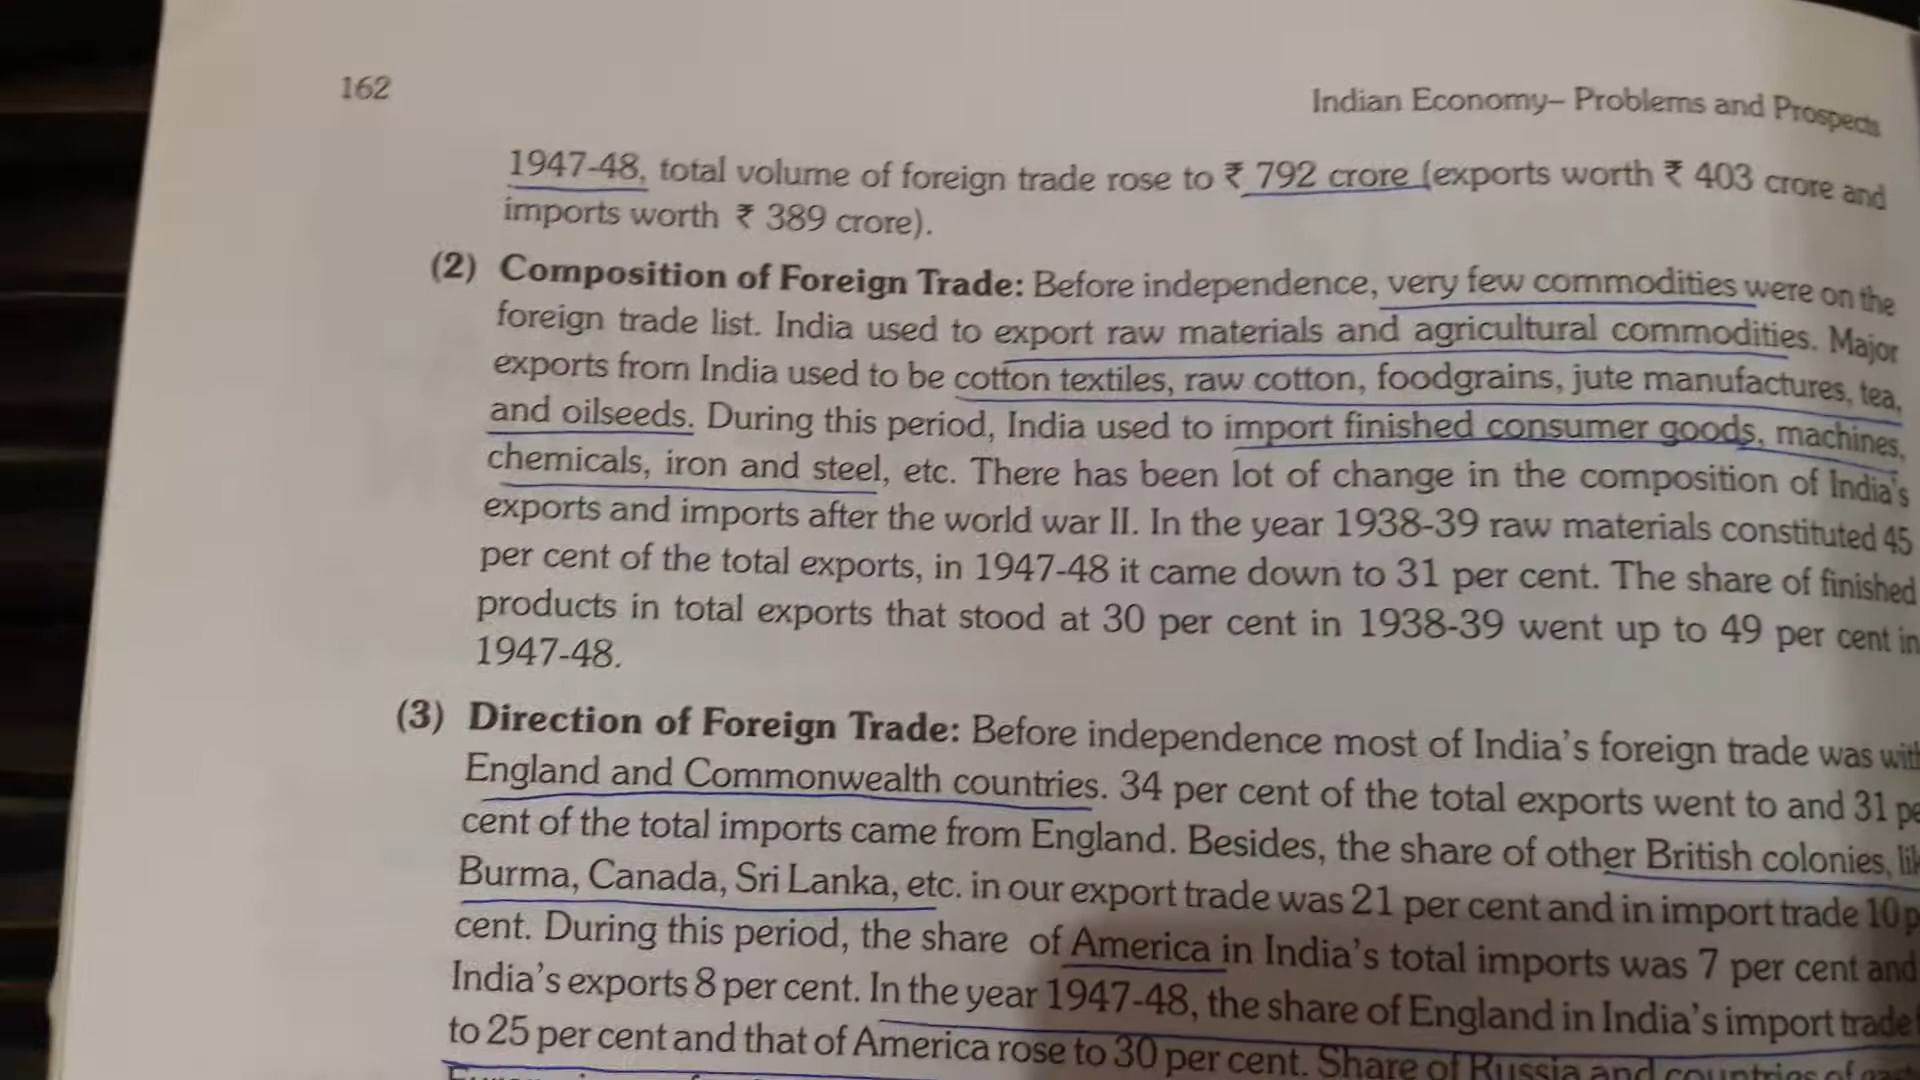 162
Indian Economy– Problems and Prospects
1947-48, total volume of foreign trade rose to ₹ 792 crore (exports worth ₹ 403 crore and
imports worth ₹ 389 crore).
(2) Composition of Foreign Trade: Before independence, very few commodities were on the
foreign trade list. India used to export raw materials and agricultural commodities. Major
exports from India used to be cotton textiles, raw cotton, foodgrains, jute manufactures, tea,
and oilseeds. During this period, India used to import finished consumer goods, machines,
chemicals, iron and steel, etc. There has been lot of change in the composition of India's
exports and imports after the world war II. In the year 1938-39 raw materials constituted 45
per cent of the total exports, in 1947-48 it came down to 31 per cent. The share of finished
products in total exports that stood at 30 per cent in 1938-39 went up to 49 per cent in
1947-48.
(3) Direction of Foreign Trade: Before independence most of India's foreign trade was with
England and Commonwealth countries. 34 per cent of the total exports went to and 31
cent of the total imports came from England. Besides, the share of other British colonies,
Burma, Canada, Sri Lanka, etc. in our export trade was 21 per cent and in import trade 10
cent. During this period, the share of America in India's total imports was 7 per cent and
India's exports 8 per cent. In the year 1947-48, the share of England in India's import trade
to 25 per cent and that of America rose to 30 per cent. Share of Russia and countries of